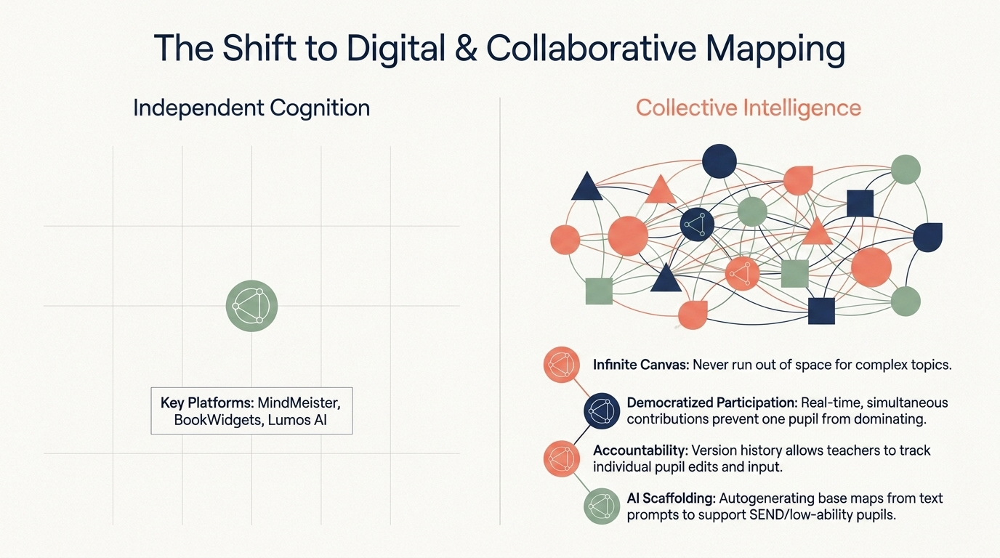 The Shift to Digital & Collaborative Mapping
Independent Cognition
Key Platforms: MindMeister,
BookWidgets, Lumos AI
Collective Intelligence
Infinite Canvas: Never run out of space for complex topics.
Democratized Participation: Real-time, simultaneous
contributions prevent one pupil from dominating.
Accountability: Version history allows teachers to track
individual pupil edits and input.
AI Scaffolding: Autogenerating base maps from text
prompts to support SEND/low-ability pupils.